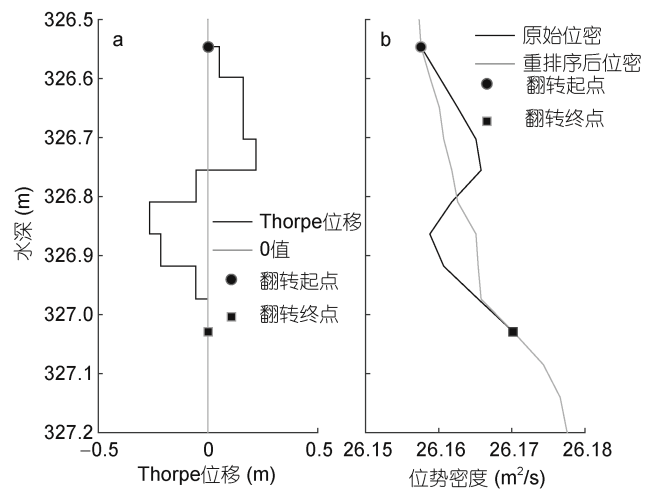 a
326.5
326.6
326.7
326.8
326.9
327.0
327.1
327.2
水深 (m)
−0.5
0
0.5
Thorpe位移 (m)
Thorpe位移
0值
翻转起点
翻转终点
b
原始位密
重排序后位密
翻转起点
翻转终点
26.15
26.16
26.17
26.18
位势密度 (m²/s)